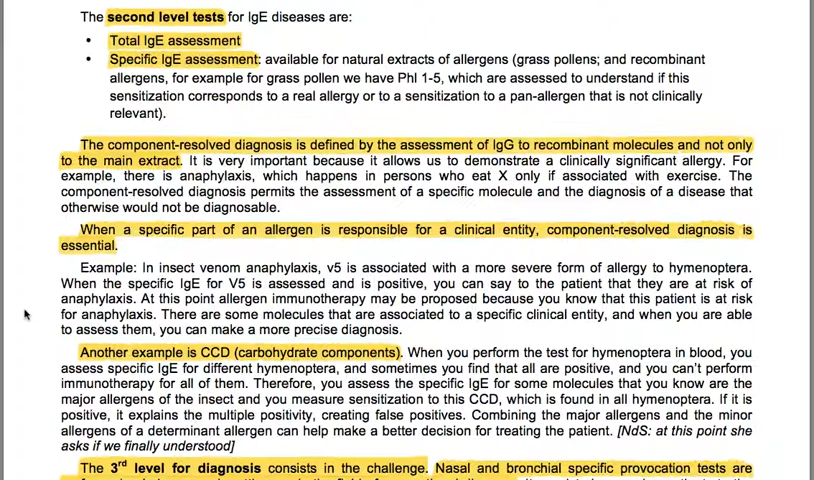 The second level tests for IgE diseases are:
• Total IgE assessment
• Specific IgE assessment: available for natural extracts of allergens (grass pollens; and recombinant
allergens, for example for grass pollen we have Phl 1-5, which are assessed to understand if this
sensitization corresponds to a real allergy or to a sensitization to a pan-allergen that is not clinically
relevant).
The component-resolved diagnosis is defined by the assessment of IgG to recombinant molecules and not only
to the main extract. It is very important because it allows us to demonstrate a clinically significant allergy. For
example, there is anaphylaxis, which happens in persons who eat X only if associated with exercise. The
component-resolved diagnosis permits the assessment of a specific molecule and the diagnosis of a disease that
otherwise would not be diagnosable.
When a specific part of an allergen is responsible for a clinical entity, component-resolved diagnosis is
essential.
Example: In insect venom anaphylaxis, v5 is associated with a more severe form of allergy to hymenoptera.
When the specific IgE for V5 is assessed and is positive, you can say to the patient that they are at risk of
anaphylaxis. At this point allergen immunotherapy may be proposed because you know that this patient is at risk
for anaphylaxis. There are some molecules that are associated to a specific clinical entity, and when you are able
to assess them, you can make a more precise diagnosis.
Another example is CCD (carbohydrate components). When you perform the test for hymenoptera in blood, you
assess specific IgE for different hymenoptera, and sometimes you find that all are positive, and you can't perform
immunotherapy for all of them. Therefore, you assess the specific IgE for some molecules that you know are the
major allergens of the insect and you measure sensitization to this CCD, which is found in all hymenoptera. If it is
positive, it explains the multiple positivity, creating false positives. Combining the major allergens and the minor
allergens of a determinant allergen can help make a better decision for treating the patient. [NdS: at this point she
asks if we finally understood]
The 3rd level for diagnosis consists in the challenge. Nasal and bronchial specific provocation tests are